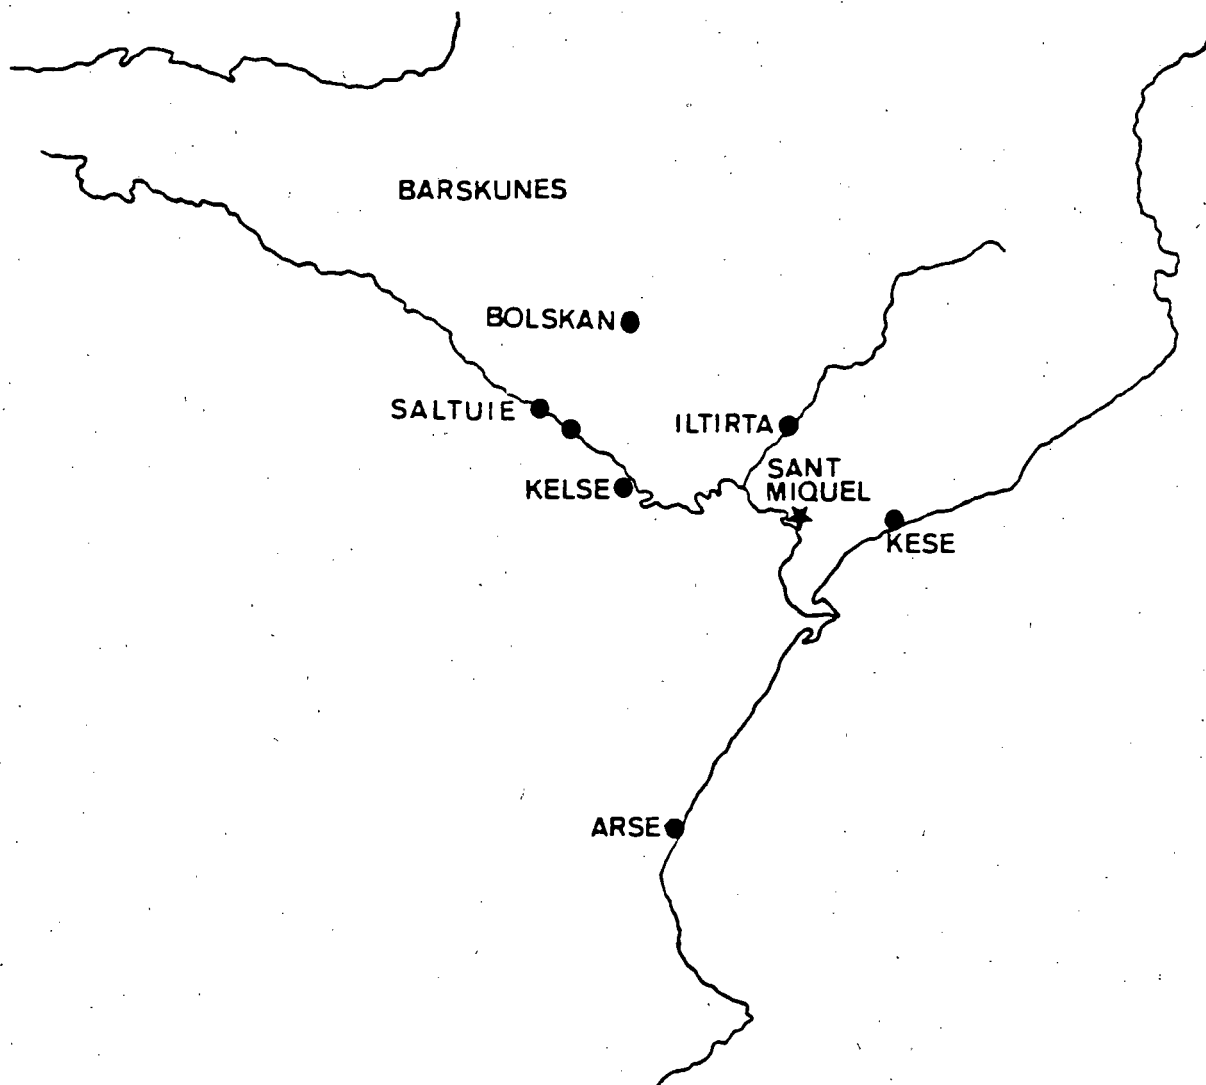 BARSKUNES
BOLSKAN
SALTUIE
ILTIRTA
SANT
MIQUEL
KELSE
KESE
ARSE